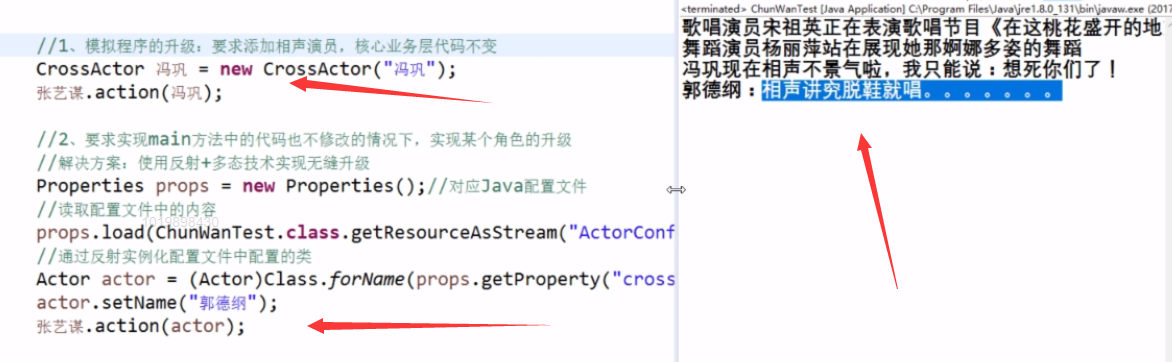 //1、模拟程序的升级：要求添加相声演员，核心业务层代码不变
CrossActor 冯巩 = new CrossActor("冯巩");
张艺谋.action(冯巩);
//2、要求实现main方法中的代码也不修改的情况下，实现某个角色的升级
//解决方案：使用反射+多态技术实现无缝升级
Properties props = new Properties();//对应Java配置文件
//读取配置文件中的内容
1019898430
props.load(ChunWanTest.class.getResourceAsStream("ActorConf
//通过反射实例化配置文件中配置的类
Actor actor = (Actor)Class.forName(props.getProperty("cross
actor.setName("郭德纲");
张艺谋.action(actor);
<terminated> ChunWanTest [Java Application] C:\Program Files\Java\jre1.8.0_131\bin\javaw.exe (2017
歌唱演员宋祖英正在表演歌唱节目《在这桃花盛开的地
舞蹈演员杨丽萍站在展现她那婀娜多姿的舞蹈
冯巩现在相声不景气啦，我只能说：想死你们了！
郭德纲：相声讲究脱鞋就唱。。。。。。。